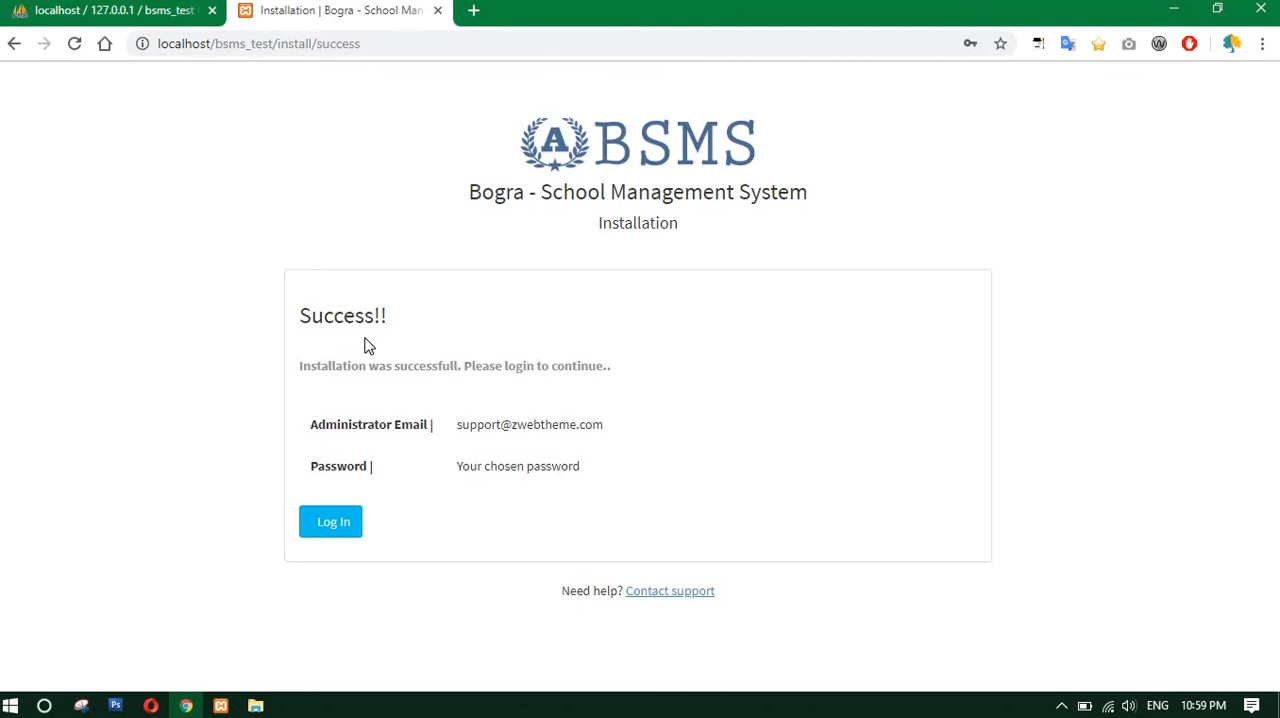 localhost / 127.0.0.1 / bsms_test
Installation | Bogra - School Man
localhost/bsms_test/install/success
A BSMS
Bogra - School Management System
Installation
Success!!
Installation was successfull. Please login to continue..
Administrator Email | support@zwebtheme.com
Password | Your chosen password
Log In
Need help? Contact support
Ps
ENG 10:59 PM